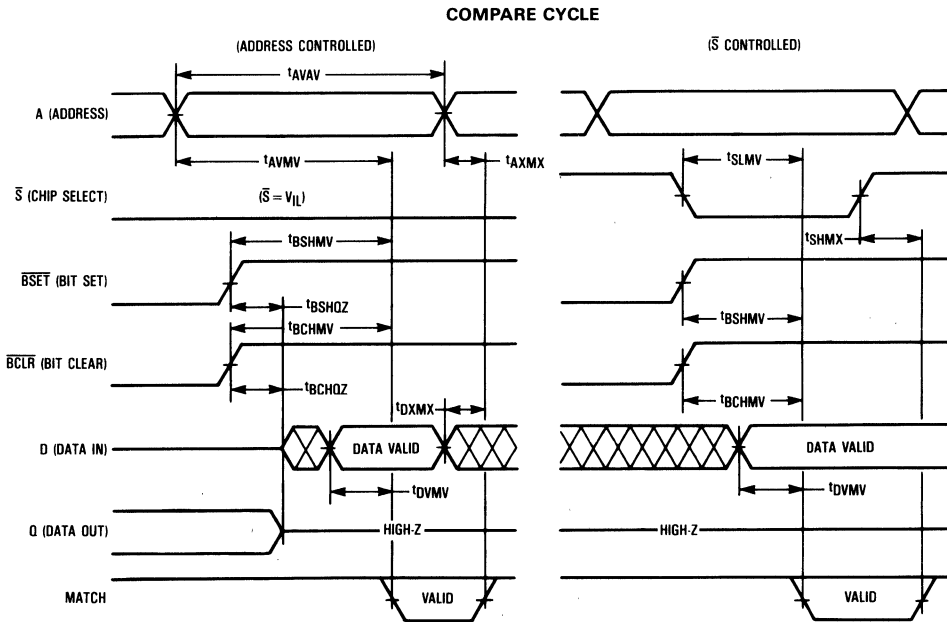 COMPARE CYCLE
(ADDRESS CONTROLLED)
(S̅ CONTROLLED)
tAVAV
A (ADDRESS)
tAVMV
tAXMX
tSLMV
S̅ (CHIP SELECT)
(S̅ = VIL)
tBSHMV
tSHMX
B̅S̅E̅T̅ (BIT SET)
tBSHQZ
tBCHMV
tBSHMV
B̅C̅L̅R̅ (BIT CLEAR)
tBCHQZ
tDXMX
tBCHMV
D (DATA IN)
DATA VALID
DATA VALID
tDVMV
tDVMV
Q (DATA OUT)
HIGH-Z
HIGH-Z
MATCH
VALID
VALID